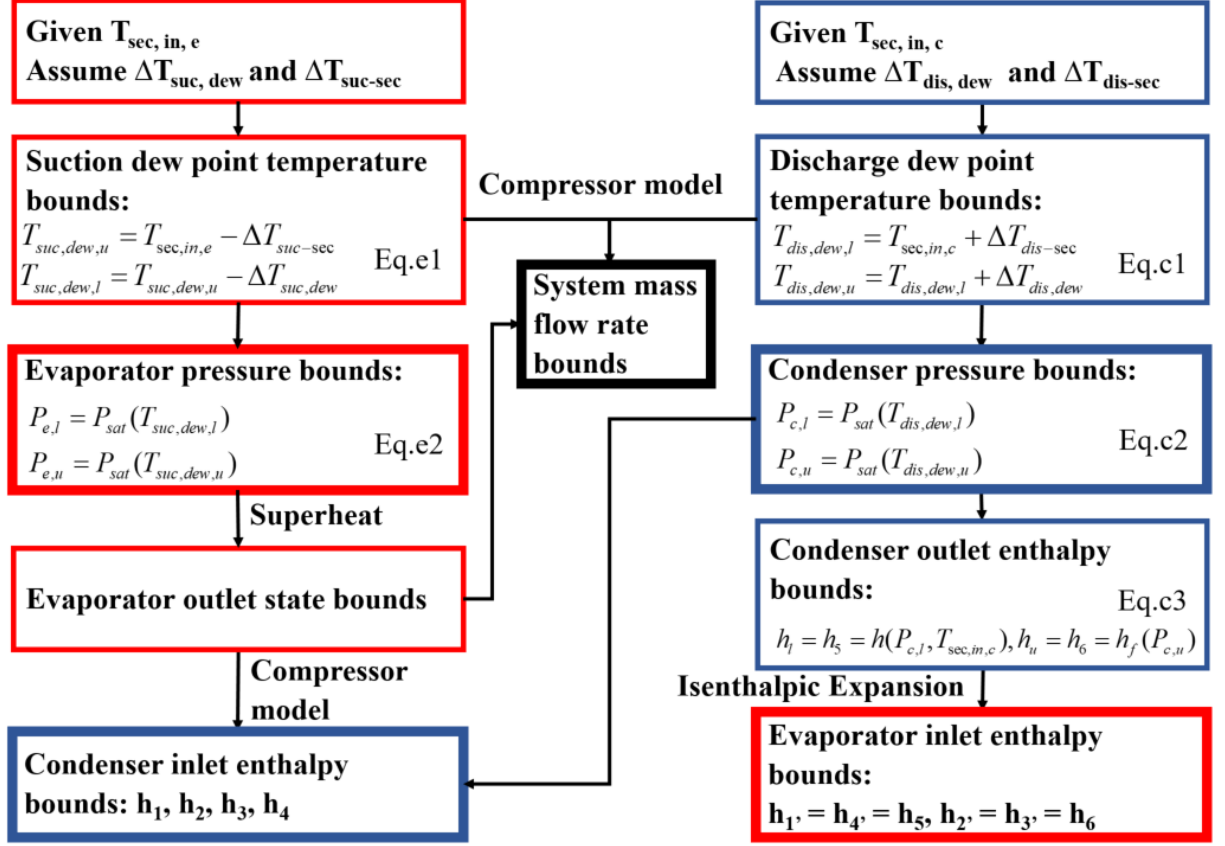 Given T_sec, in, e
Assume ΔT_suc, dew and ΔT_suc-sec
Suction dew point temperature
bounds:
T_suc,dew,u = T_sec,in,e − ΔT_suc−sec
T_suc,dew,l = T_suc,dew,u − ΔT_suc,dew
Eq.e1
Evaporator pressure bounds:
P_e,l = P_sat(T_suc,dew,l)
P_e,u = P_sat(T_suc,dew,u)
Eq.e2
Superheat
Evaporator outlet state bounds
Compressor
model
Condenser inlet enthalpy
bounds: h₁, h₂, h₃, h₄
Compressor model
System mass
flow rate
bounds
Given T_sec, in, c
Assume ΔT_dis, dew and ΔT_dis-sec
Discharge dew point
temperature bounds:
T_dis,dew,l = T_sec,in,c + ΔT_dis−sec
T_dis,dew,u = T_dis,dew,l + ΔT_dis,dew
Eq.c1
Condenser pressure bounds:
P_c,l = P_sat(T_dis,dew,l)
P_c,u = P_sat(T_dis,dew,u)
Eq.c2
Condenser outlet enthalpy
bounds:
Eq.c3
h_l = h₅ = h(P_c,l, T_sec,in,c), h_u = h₆ = h_f(P_c,u)
Isenthalpic Expansion
Evaporator inlet enthalpy
bounds:
h₁' = h₄' = h₅, h₂' = h₃' = h₆